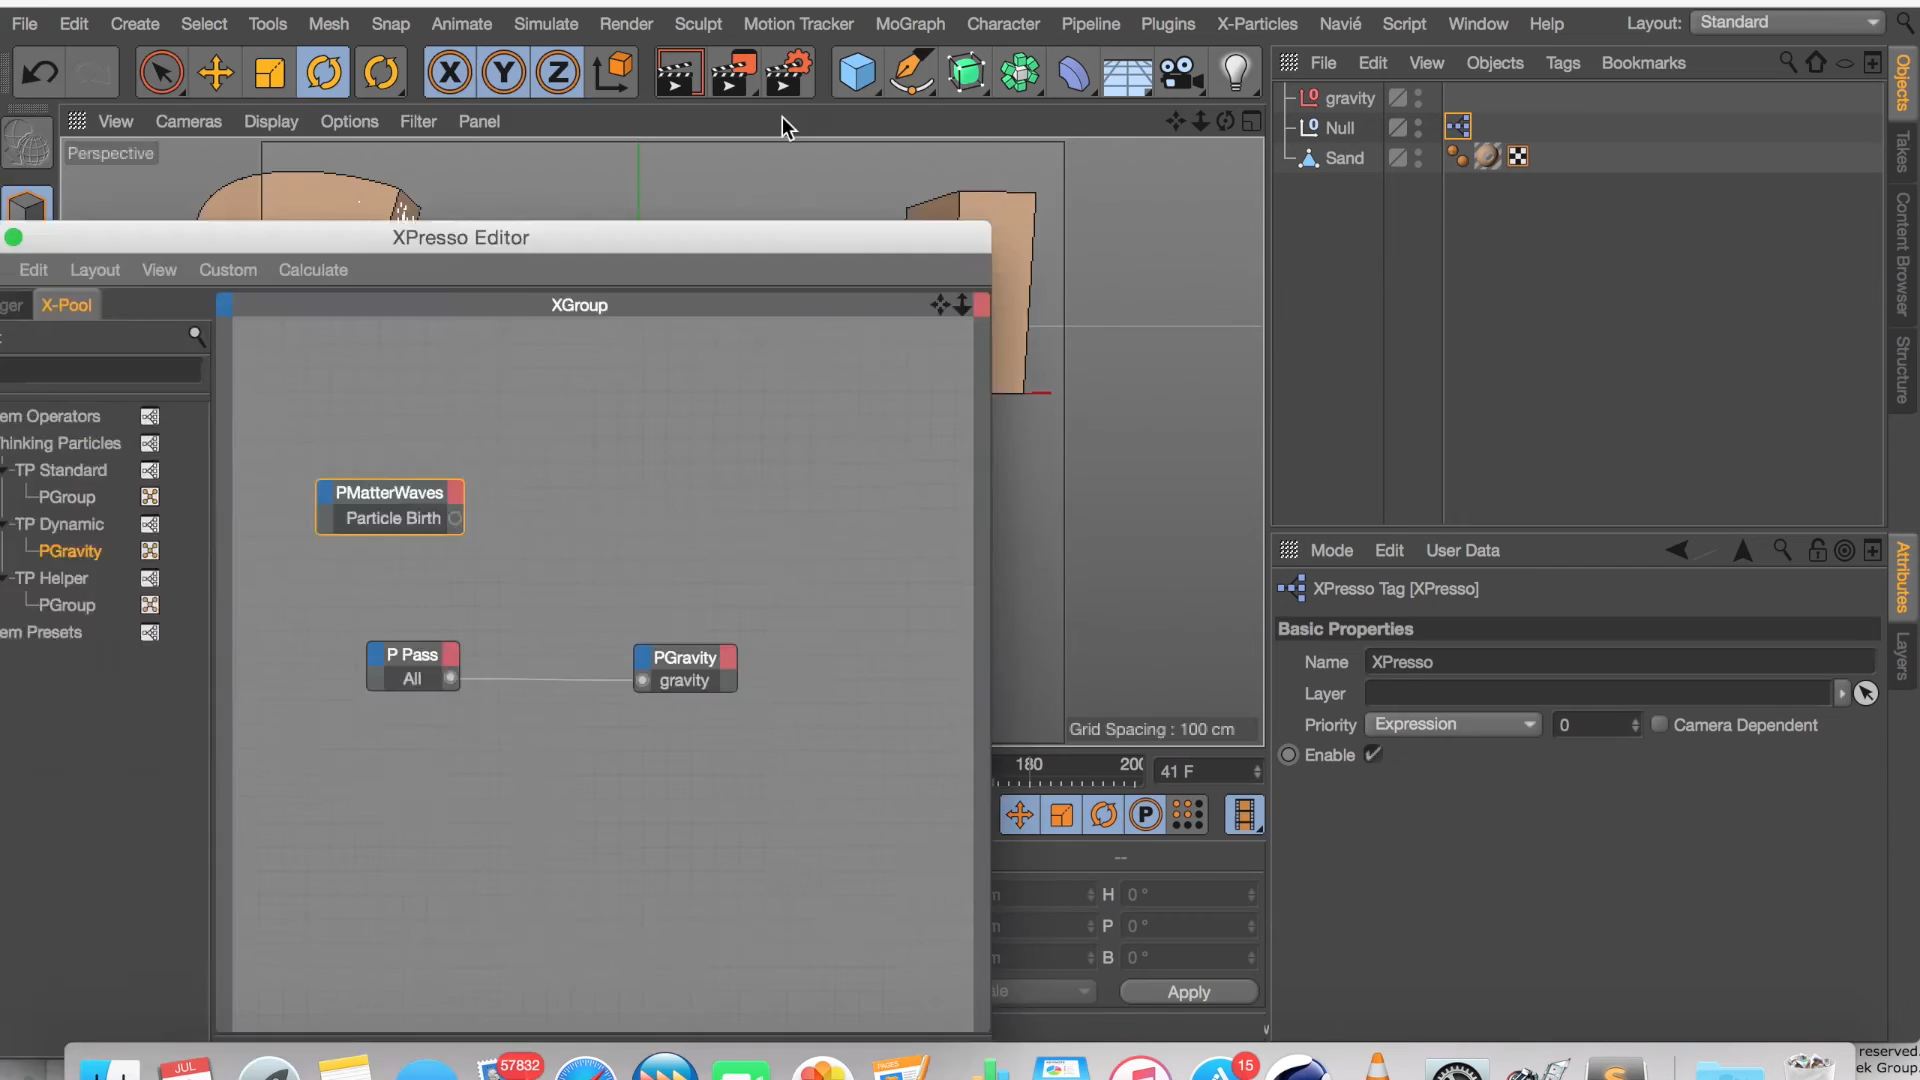 File Edit Create Select Tools Mesh Snap Animate Simulate Render Sculpt Motion Tracker MoGraph Character Pipeline Plugins X-Particles Navié Script Window Help Layout: Standard
X Y Z
File Edit View Objects Tags Bookmarks
View Cameras Display Options Filter Panel
Perspective
gravity
Null
Sand
Objects
Takes
Content Browser
Structure
XPresso Editor
Edit Layout View Custom Calculate
ger X-Pool
XGroup
em Operators
hinking Particles
TP Standard
PGroup
TP Dynamic
PGravity
TP Helper
PGroup
em Presets
PMatterWaves
Particle Birth
P Pass
All
PGravity
gravity
Grid Spacing : 100 cm
180 200 41 F
P
--
H 0 °
P 0 °
B 0 °
Apply
Mode Edit User Data
XPresso Tag [XPresso]
Basic Properties
Name XPresso
Layer
Priority Expression 0 Camera Dependent
Enable
Attributes
Layers
JUL
57832
PAGES
15
reserved.
ek Group